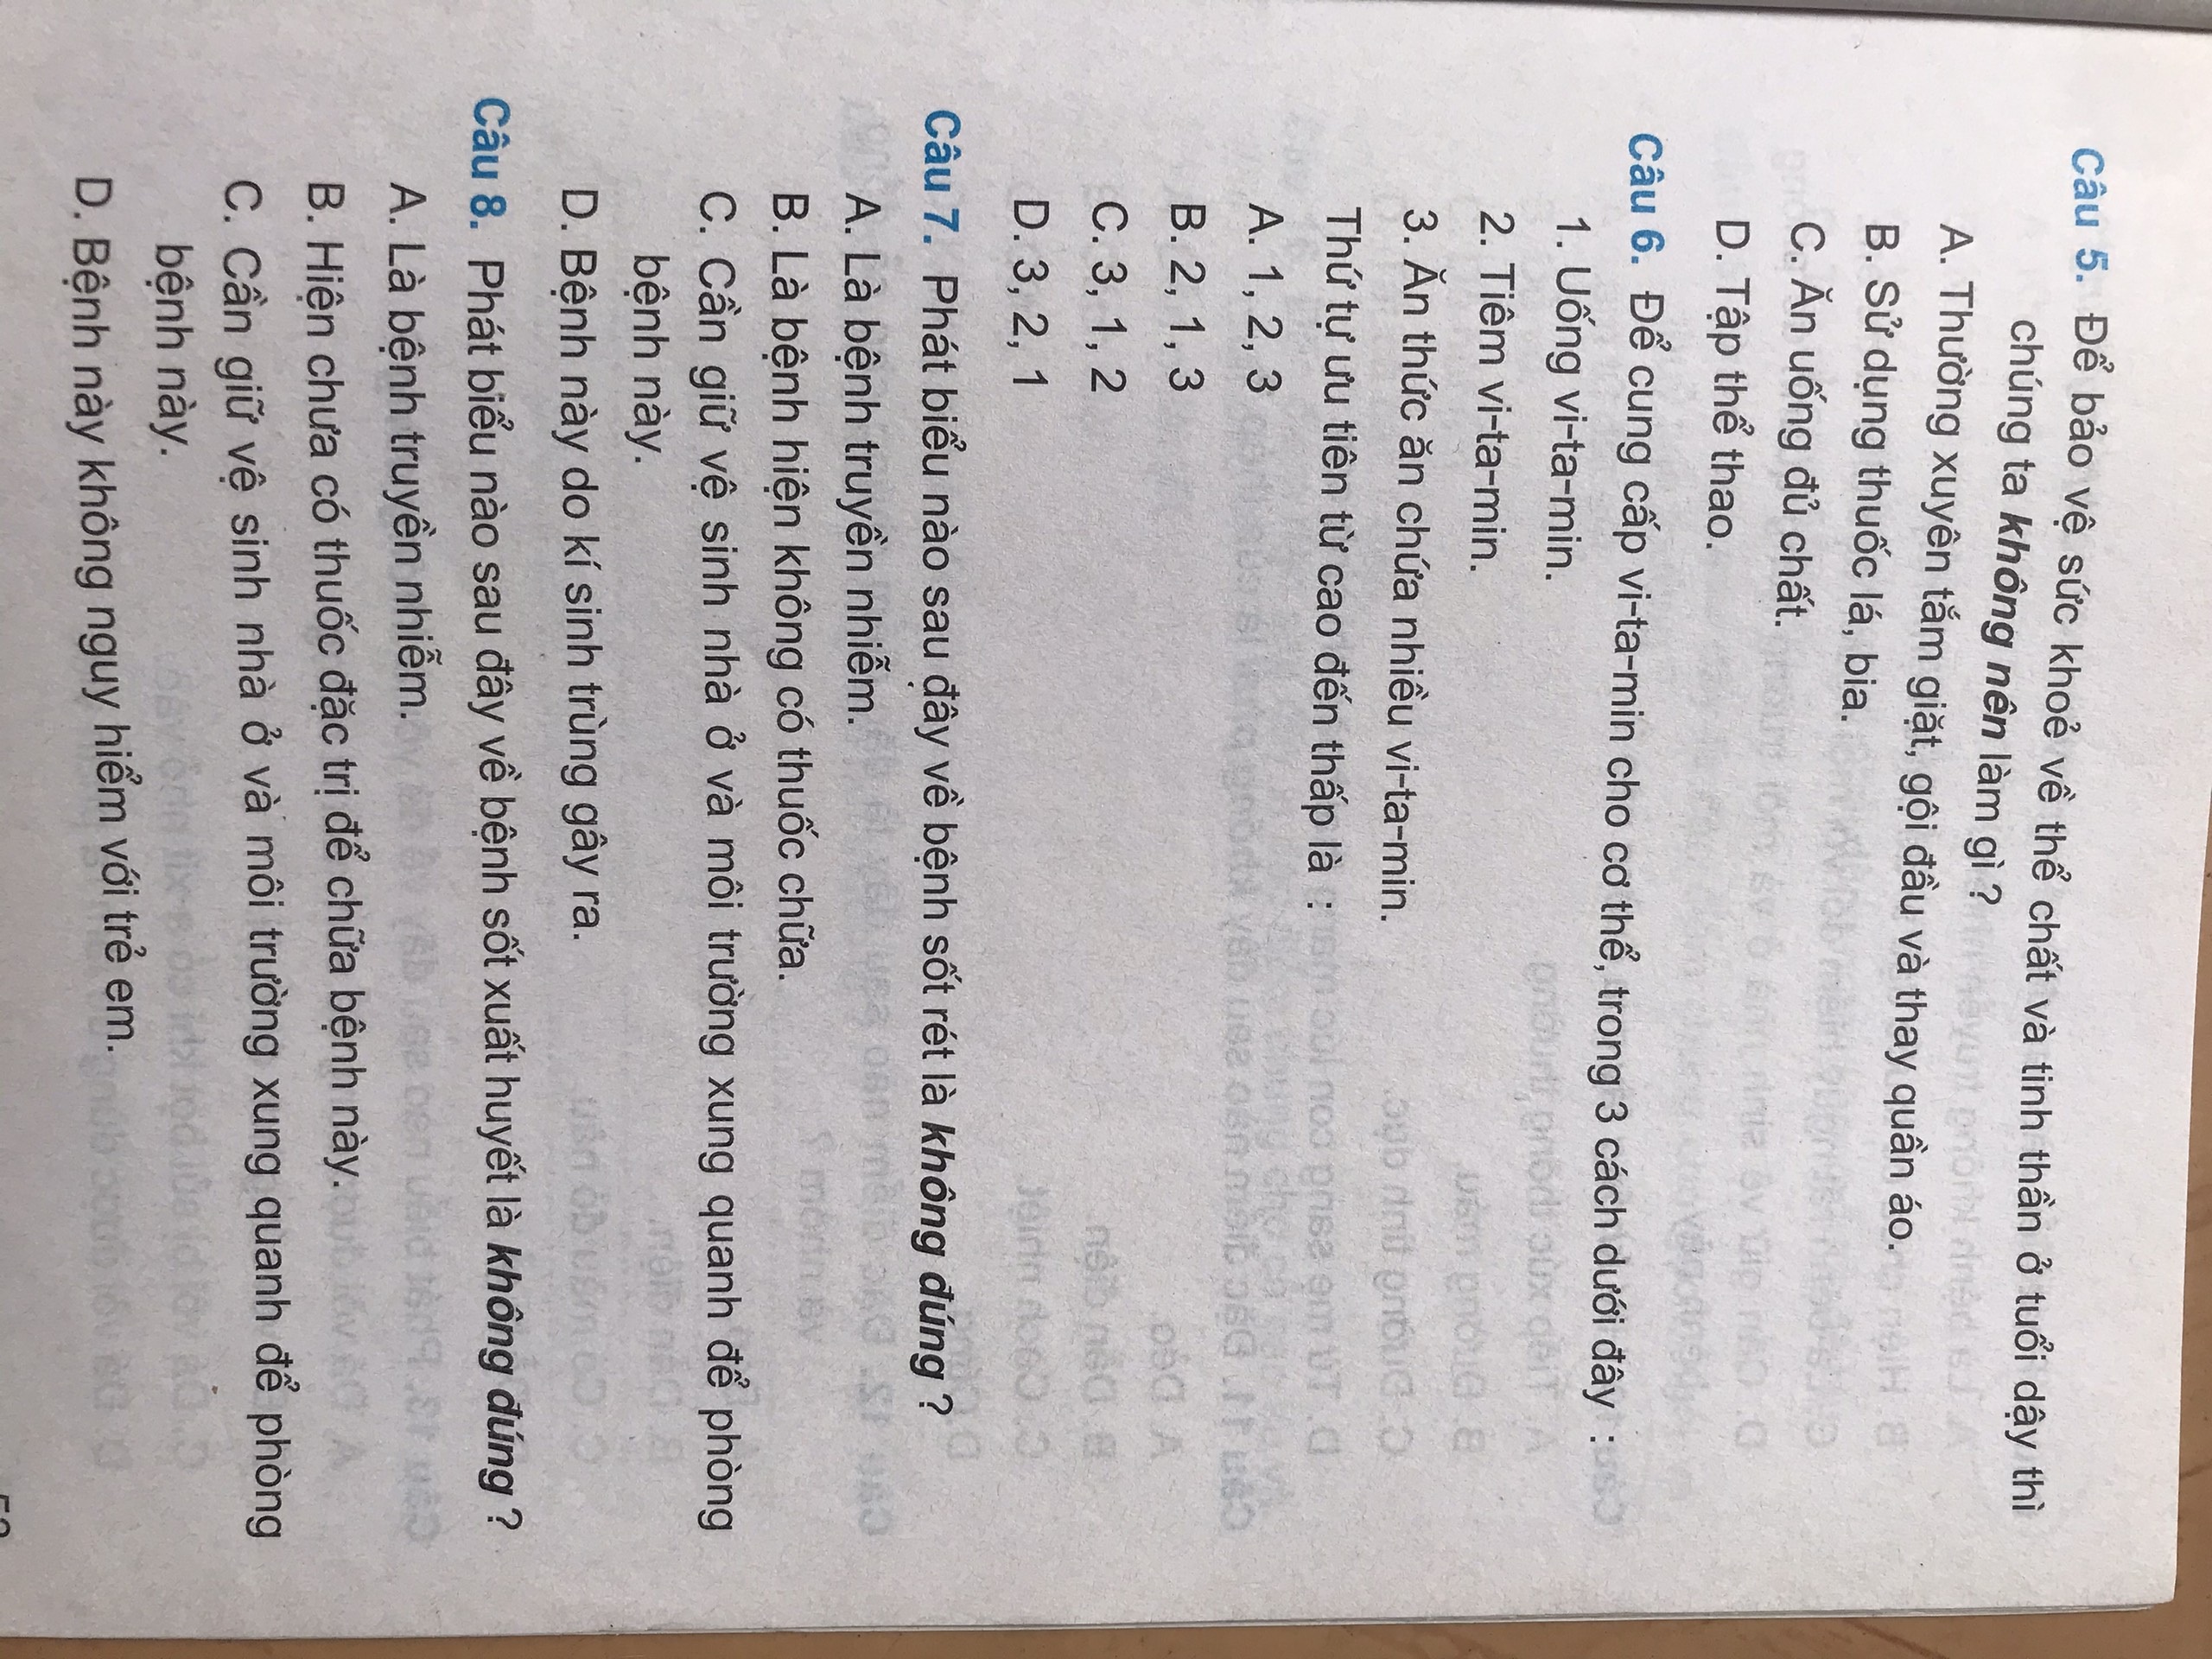 Câu 5. Để bảo vệ sức khoẻ về thể chất và tinh thần ở tuổi dậy thì
chúng ta không nên làm gì ?
A. Thường xuyên tắm giặt, gội đầu và thay quần áo.
B. Sử dụng thuốc lá, bia.
C. Ăn uống đủ chất.
D. Tập thể thao.
Câu 6. Để cung cấp vi-ta-min cho cơ thể, trong 3 cách dưới đây :
1. Uống vi-ta-min.
2. Tiêm vi-ta-min.
3. Ăn thức ăn chứa nhiều vi-ta-min.
Thứ tự ưu tiên từ cao đến thấp là :
A. 1, 2, 3
B. 2, 1, 3
C. 3, 1, 2
D. 3, 2, 1
Câu 7. Phát biểu nào sau đây về bệnh sốt rét là không đúng ?
A. Là bệnh truyền nhiễm.
B. Là bệnh hiện không có thuốc chữa.
C. Cần giữ vệ sinh nhà ở và môi trường xung quanh để phòng
bệnh này.
D. Bệnh này do kí sinh trùng gây ra.
Câu 8. Phát biểu nào sau đây về bệnh sốt xuất huyết là không đúng ?
A. Là bệnh truyền nhiễm.
B. Hiện chưa có thuốc đặc trị để chữa bệnh này.
C. Cần giữ vệ sinh nhà ở và môi trường xung quanh để phòng
bệnh này.
D. Bệnh này không nguy hiểm với trẻ em.